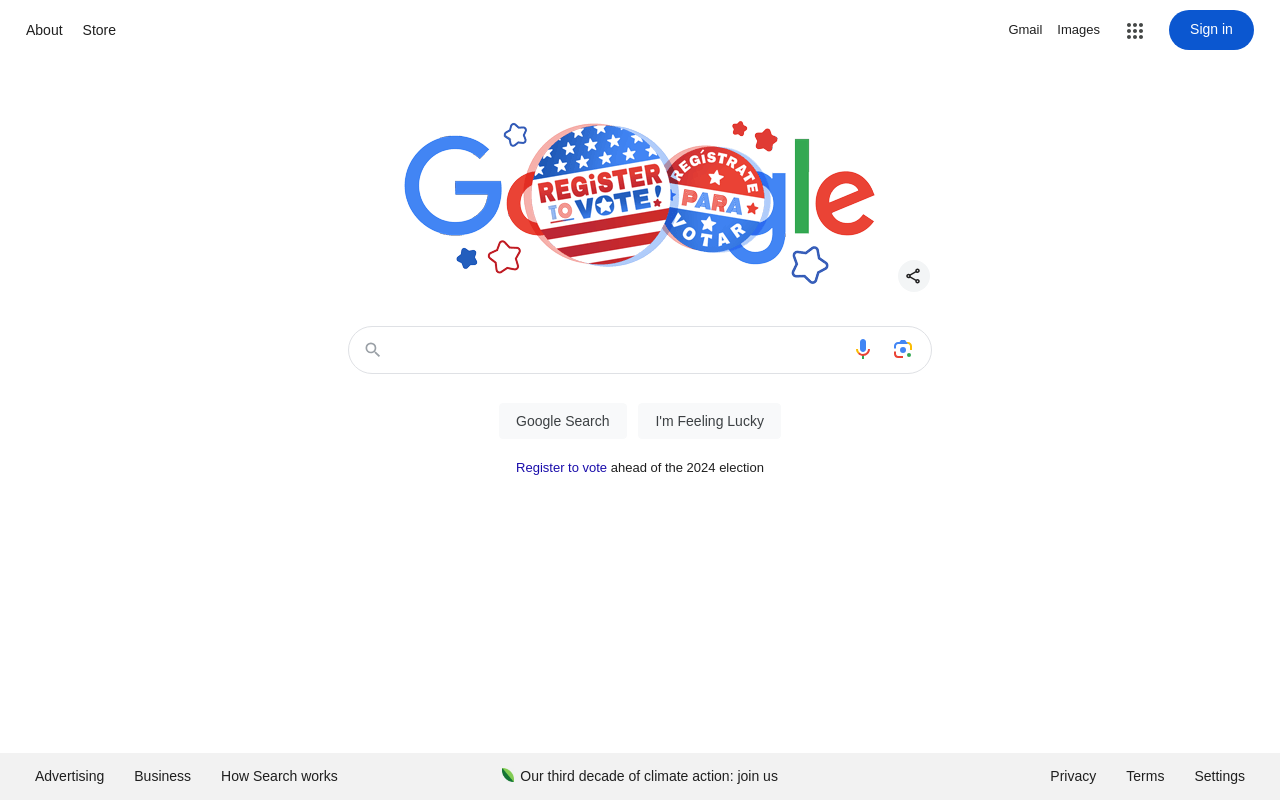 About Store Gmail Images Sign in
Google
REGiSTER
TO VOTE!
REGíSTRATE
PARA
VOTAR
Google Search I'm Feeling Lucky
Register to vote ahead of the 2024 election
Advertising Business How Search works Our third decade of climate action: join us Privacy Terms Settings